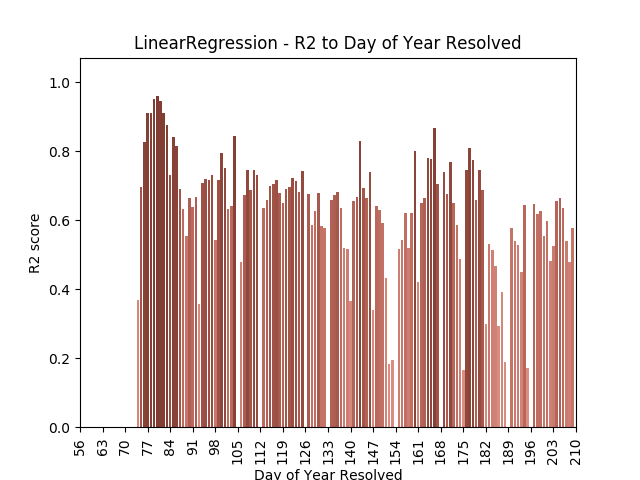 LinearRegression - R2 to Day of Year Resolved
1.0
0.8
0.6
0.4
0.2
0.0
R2 score
56 63 70 77 84 91 98 105 112 119 126 133 140 147 154 161 168 175 182 189 196 203 210
Day of Year Resolved